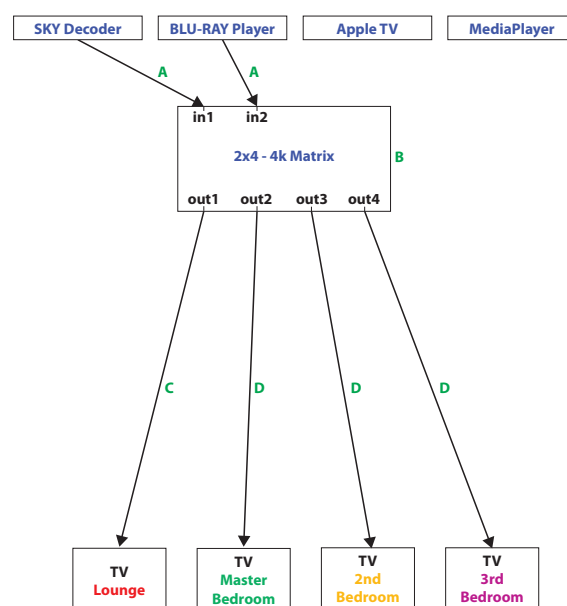 SKY Decoder
BLU-RAY Player
Apple TV
MediaPlayer
A
A
in1
in2
2x4 - 4k Matrix
B
out1
out2
out3
out4
C
D
D
D
TV
Lounge
TV
Master
Bedroom
TV
2nd
Bedroom
TV
3rd
Bedroom